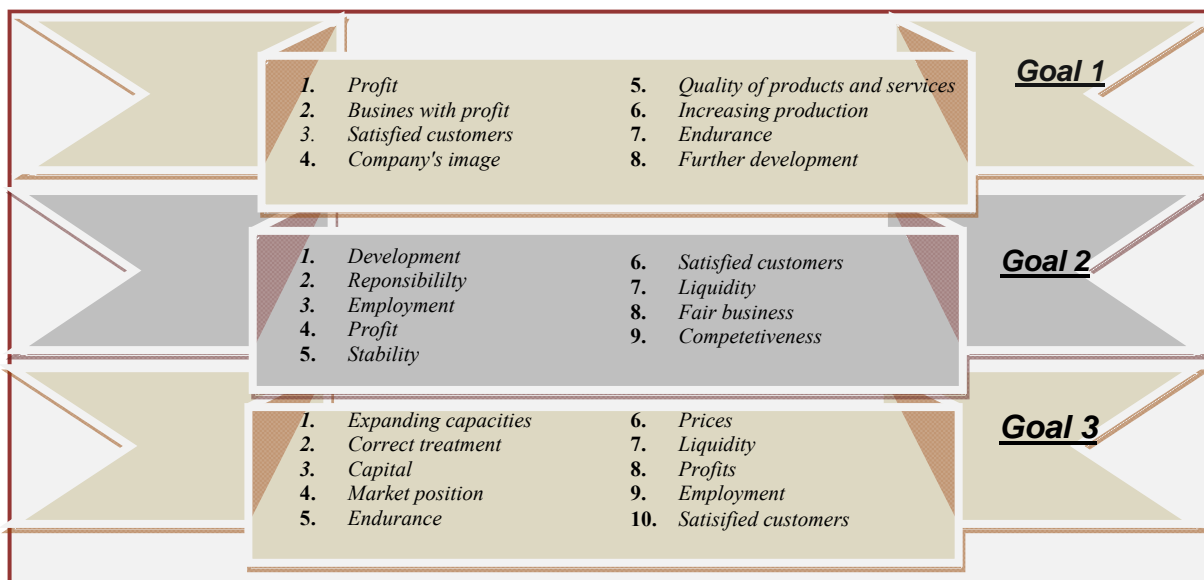 Goal 1
1. Profit
2. Busines with profit
3. Satisfied customers
4. Company's image
5. Quality of products and services
6. Increasing production
7. Endurance
8. Further development
Goal 2
1. Development
2. Reponsibililty
3. Employment
4. Profit
5. Stability
6. Satisfied customers
7. Liquidity
8. Fair business
9. Competetiveness
Goal 3
1. Expanding capacities
2. Correct treatment
3. Capital
4. Market position
5. Endurance
6. Prices
7. Liquidity
8. Profits
9. Employment
10. Satisified customers